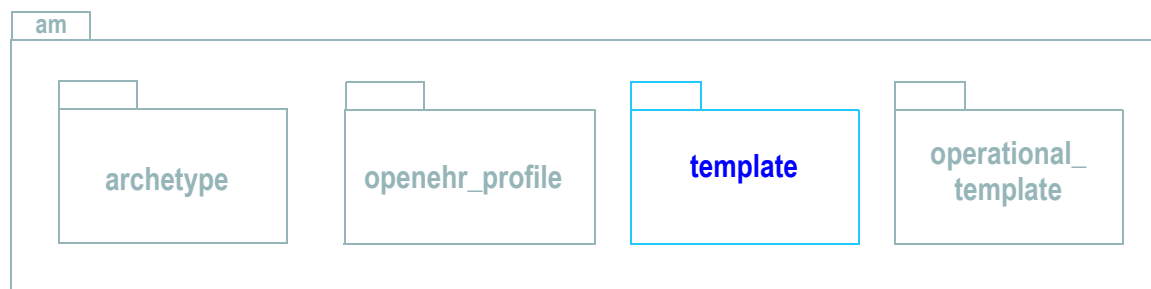 am
archetype
openehr_profile
template
operational_
template